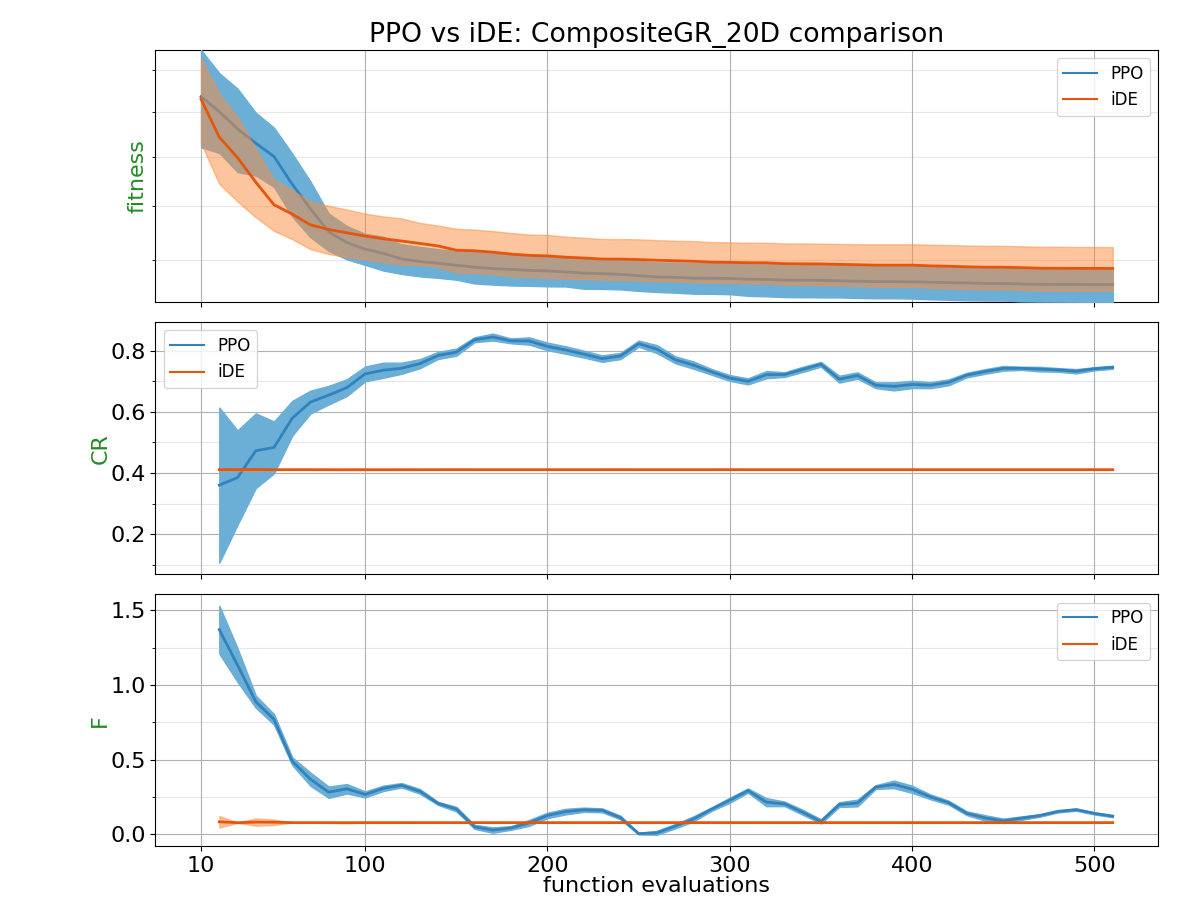 PPO vs iDE: CompositeGR_20D comparison
fitness
PPO
iDE
CR
0.8
0.6
0.4
0.2
PPO
iDE
F
1.5
1.0
0.5
0.0
PPO
iDE
10 100 200 300 400 500
function evaluations